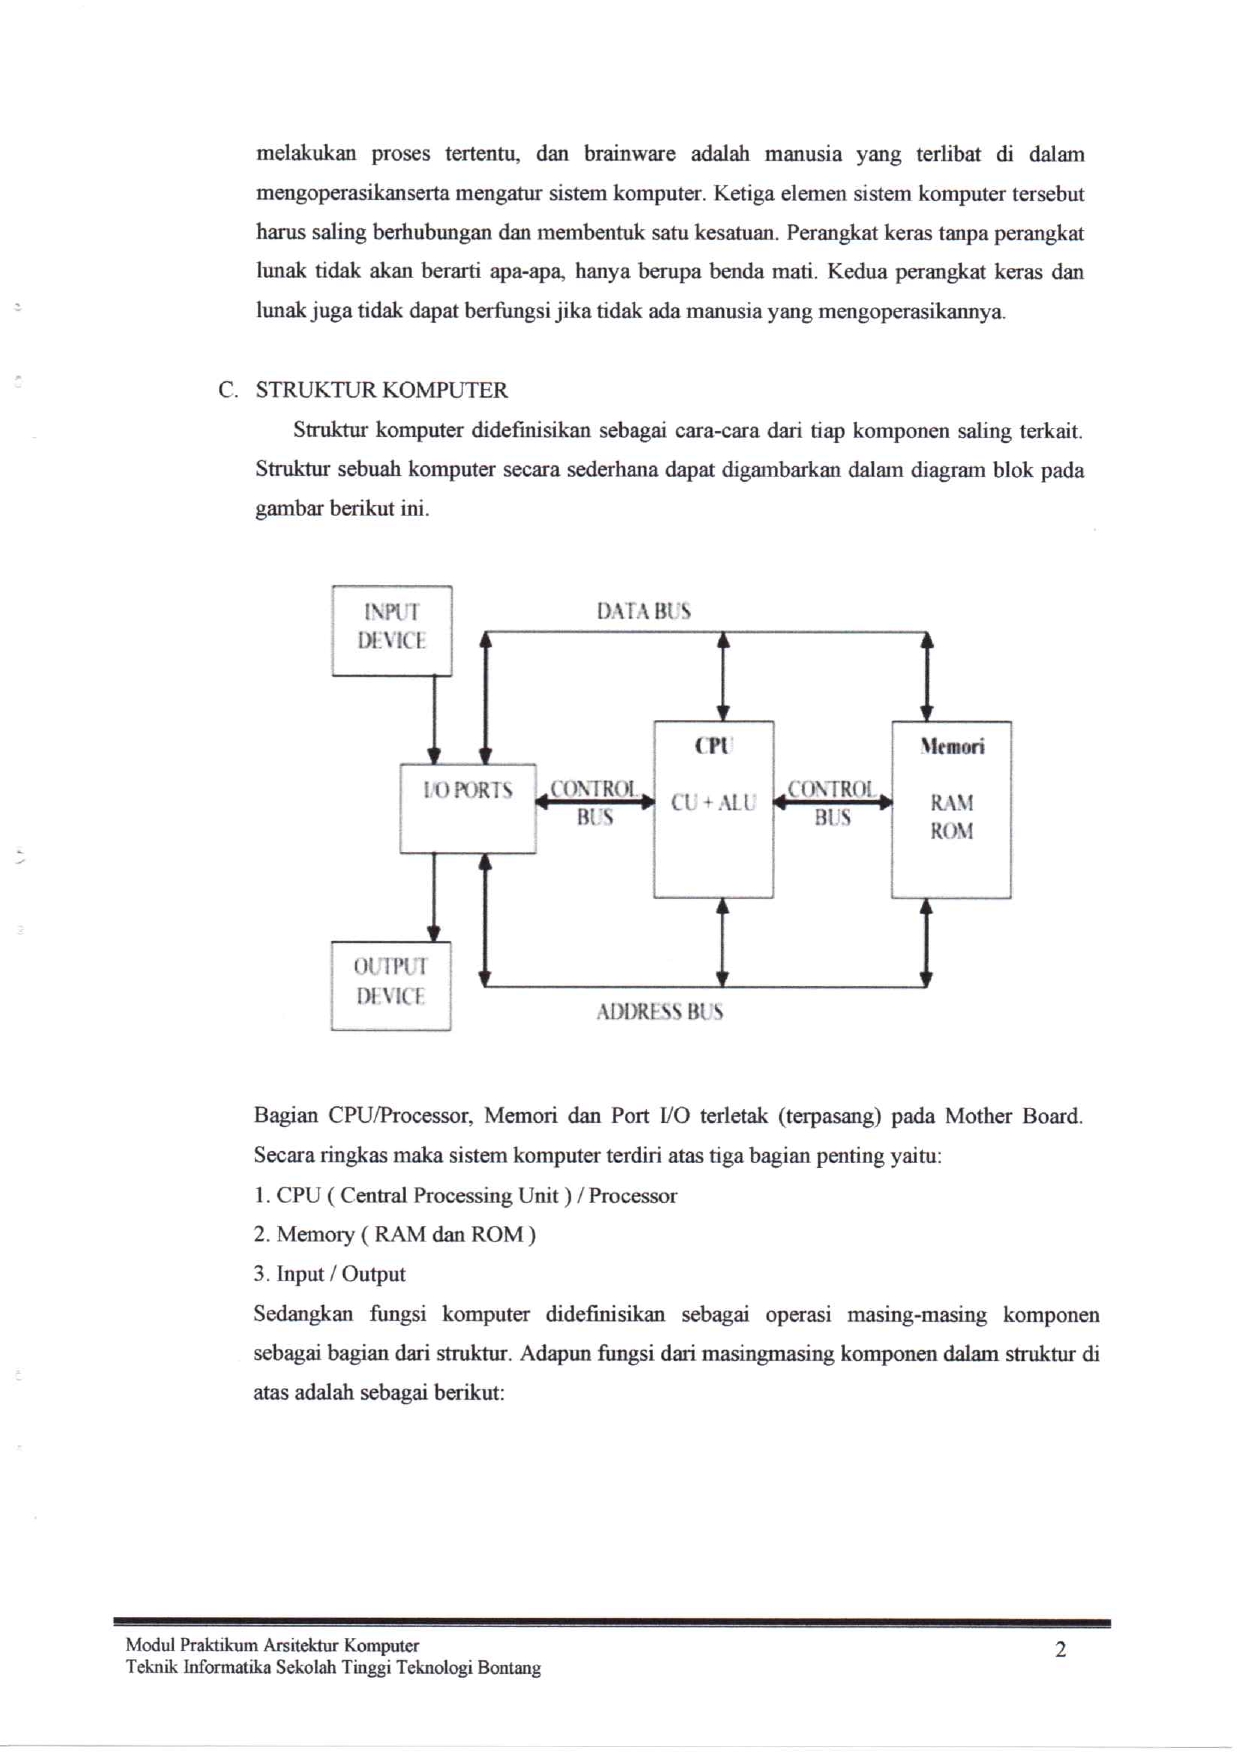 melakukan proses tertentu, dan brainware adalah manusia yang terlibat di dalam
mengoperasikanserta mengatur sistem komputer. Ketiga elemen sistem komputer tersebut
harus saling berhubungan dan membentuk satu kesatuan. Perangkat keras tanpa perangkat
lunak tidak akan berarti apa-apa, hanya berupa benda mati. Kedua perangkat keras dan
lunak juga tidak dapat berfungsi jika tidak ada manusia yang mengoperasikannya.
C. STRUKTUR KOMPUTER
Struktur komputer didefinisikan sebagai cara-cara dari tiap komponen saling terkait.
Struktur sebuah komputer secara sederhana dapat digambarkan dalam diagram blok pada
gambar berikut ini.
INPUT
DEVICE
DATA BUS
I/O PORTS
CONTROL
BUS
CPU
CU + ALU
CONTROL
BUS
Memori
RAM
ROM
OUTPUT
DEVICE
ADDRESS BUS
Bagian CPU/Processor, Memori dan Port I/O terletak (terpasang) pada Mother Board.
Secara ringkas maka sistem komputer terdiri atas tiga bagian penting yaitu:
1. CPU ( Central Processing Unit ) / Processor
2. Memory ( RAM dan ROM )
3. Input / Output
Sedangkan fungsi komputer didefinisikan sebagai operasi masing-masing komponen
sebagai bagian dari struktur. Adapun fungsi dari masingmasing komponen dalam struktur di
atas adalah sebagai berikut:
Modul Praktikum Arsitektur Komputer
Teknik Informatika Sekolah Tinggi Teknologi Bontang
2